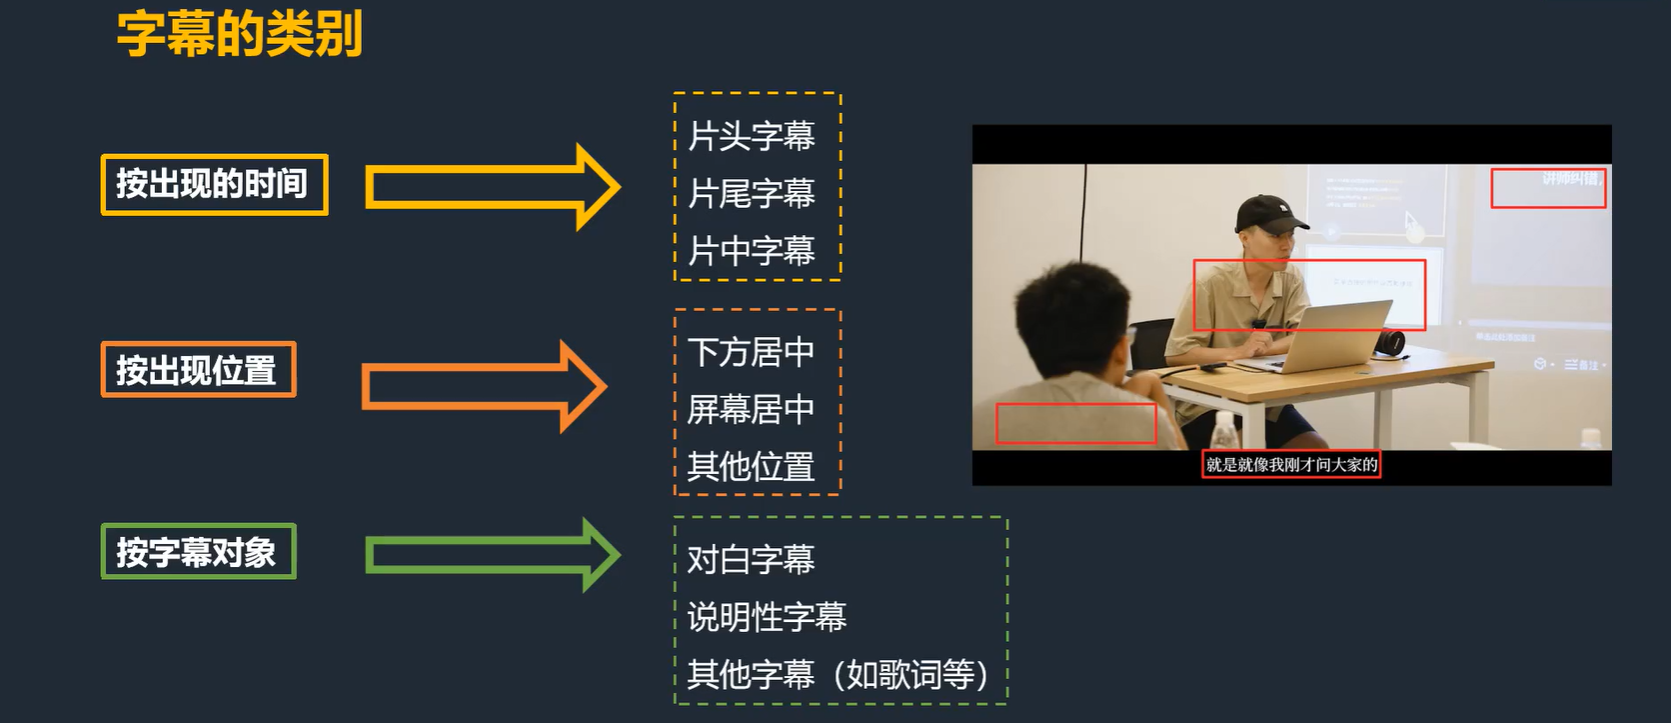 字幕的类别
按出现的时间
片头字幕
片尾字幕
片中字幕
按出现位置
下方居中
屏幕居中
其他位置
按字幕对象
对白字幕
说明性字幕
其他字幕（如歌词等）
讲师纠错,
备注
就是就像我刚才问大家的